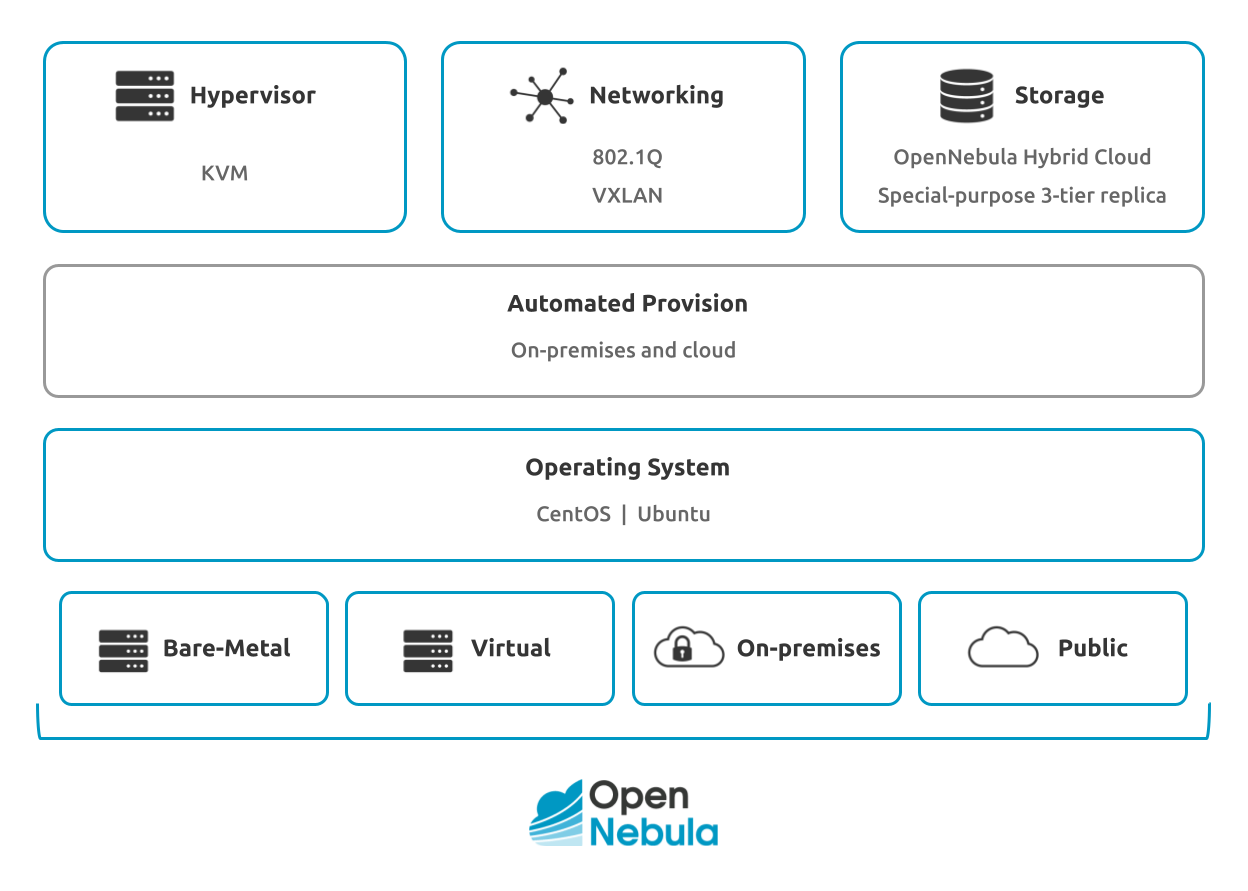 Hypervisor
KVM
Networking
802.1Q
VXLAN
Storage
OpenNebula Hybrid Cloud
Special-purpose 3-tier replica
Automated Provision
On-premises and cloud
Operating System
CentOS | Ubuntu
Bare-Metal
Virtual
On-premises
Public
Open
Nebula